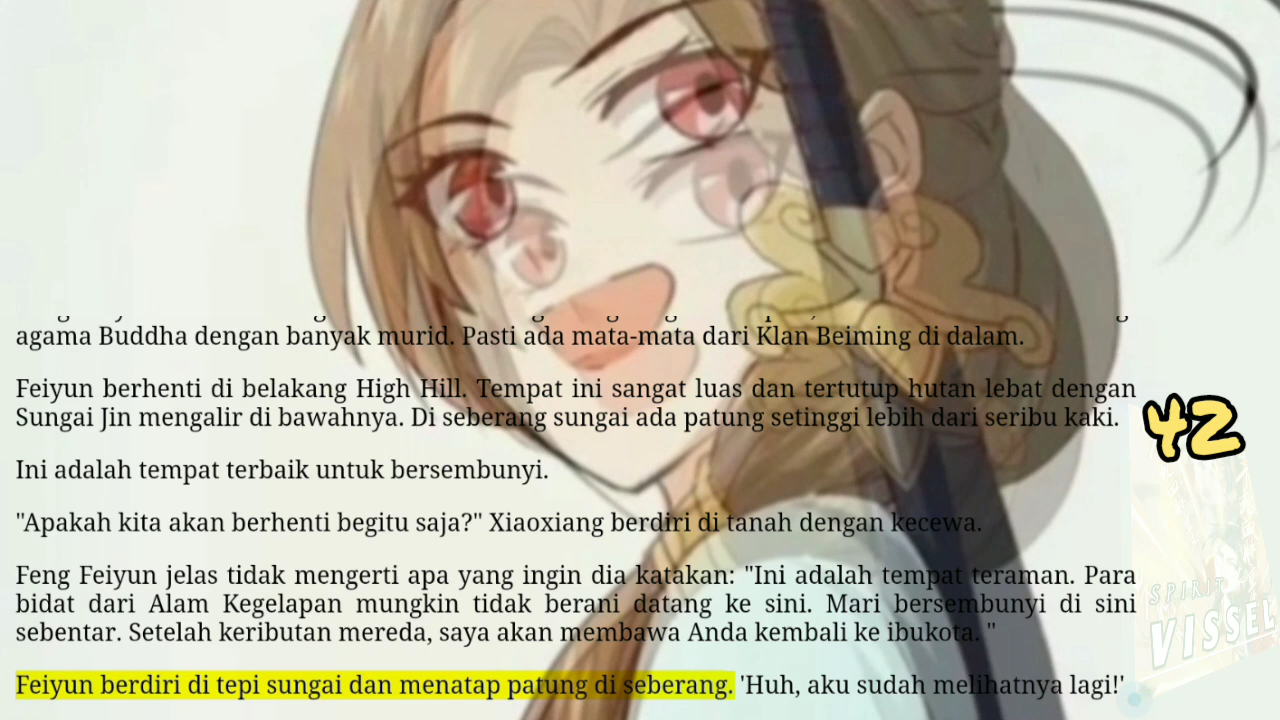 agama Buddha dengan banyak murid. Pasti ada mata-mata dari Klan Beiming di dalam.
Feiyun berhenti di belakang High Hill. Tempat ini sangat luas dan tertutup hutan lebat dengan
Sungai Jin mengalir di bawahnya. Di seberang sungai ada patung setinggi lebih dari seribu kaki.
Ini adalah tempat terbaik untuk bersembunyi.
"Apakah kita akan berhenti begitu saja?" Xiaoxiang berdiri di tanah dengan kecewa.
Feng Feiyun jelas tidak mengerti apa yang ingin dia katakan: "Ini adalah tempat teraman. Para
bidat dari Alam Kegelapan mungkin tidak berani datang ke sini. Mari bersembunyi di sini
sebentar. Setelah keributan mereda, saya akan membawa Anda kembali ke ibukota. "
Feiyun berdiri di tepi sungai dan menatap patung di seberang. 'Huh, aku sudah melihatnya lagi!'
42
SPIRIT
VISSEL